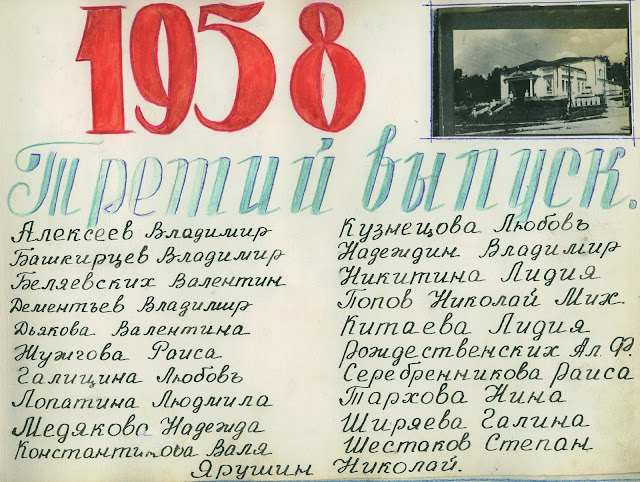 1958
Третий выпуск.
Алексеев Владимир
Башкирцев Владимир
Беляевских Валентин
Дементьев Владимир
Дьякова Валентина
Жужгова Раиса
Галицина Любовь
Лопатина Людмила
Медякова Надежда
Константинова Валя
Кузнецова Любовь
Надеждин Владимир
Никитина Лидия
Попов Николай Мих.
Китаева Лидия
Рождественских Ал. Ф.
Серебренникова Раиса
Тархова Нина
Ширяева Галина
Шестаков Степан
Ярушин Николай.